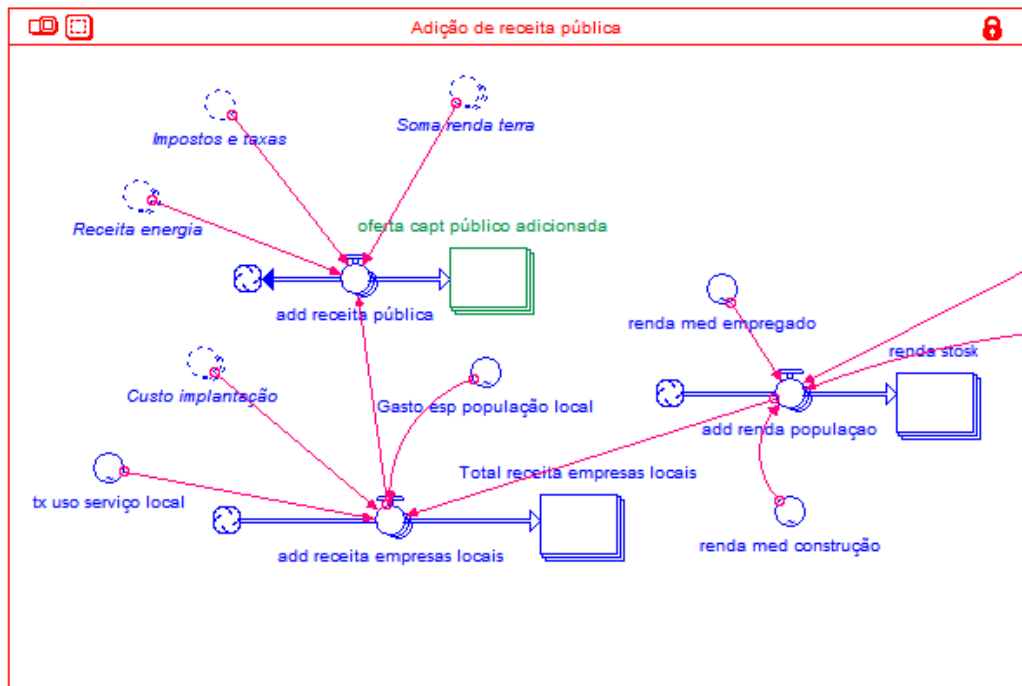 Adição de receita pública
Impostos e taxas
Soma renda terra
Receita energia
oferta capt público adicionada
add receita pública
renda med empregado
renda stosk
Custo implantação
Gasto esp população local
add renda populaçao
Total receita empresas locais
tx uso serviço local
add receita empresas locais
renda med construção